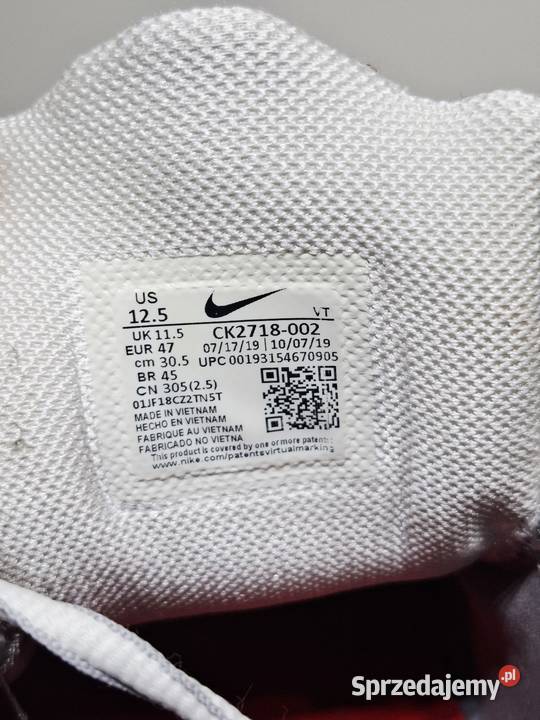 US
12.5 VT
UK 11.5 CK2718-002
EUR 47 07/17/19 | 10/07/19
cm 30.5 UPC 00193154670905
BR 45
CN 305(2.5)
01JF18CZ2TN5T
MADE IN VIETNAM
HECHO EN VIETNAM
FABRIQUE AU VIETNAM
FABRICADO NO VIETNA
This product is covered by one or more patents
www.nike.com/patentsvirtualmarking
Sprzedajemy.pl